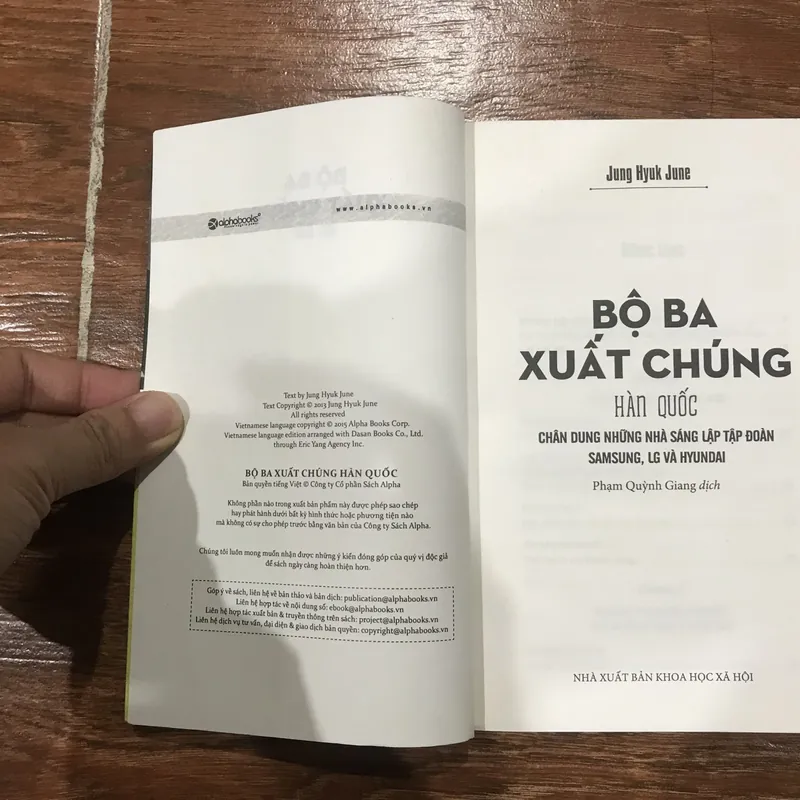 alphabooks®
www.alphabooks.vn
Text by Jung Hyuk June
Text Copyright © 2013 Jung Hyuk June
All rights reserved
Vietnamese language copyright © 2015 Alpha Books Corp.
Vietnamese language edition arranged with Dasan Books Co., Ltd.
through Eric Yang Agency Inc.
BỘ BA XUẤT CHÚNG HÀN QUỐC
Bản quyền tiếng Việt © Công ty Cổ phần Sách Alpha
Không phần nào trong xuất bản phẩm này được phép sao chép
hay phát hành dưới bất kỳ hình thức hoặc phương tiện nào
mà không có sự cho phép trước bằng văn bản của Công ty Sách Alpha.
Chúng tôi luôn mong muốn nhận được những ý kiến đóng góp của quý vị độc giả
để sách ngày càng hoàn thiện hơn.
Góp ý về sách, liên hệ về bản thảo và bản dịch: publication@alphabooks.vn
Liên hệ hợp tác về nội dung số: ebook@alphabooks.vn
Liên hệ hợp tác xuất bản & truyền thông trên sách: project@alphabooks.vn
Liên hệ dịch vụ tư vấn, đại diện & giao dịch bản quyền: copyright@alphabooks.vn
Jung Hyuk June
BỘ BA
XUẤT CHÚNG
HÀN QUỐC
CHÂN DUNG NHỮNG NHÀ SÁNG LẬP TẬP ĐOÀN
SAMSUNG, LG VÀ HYUNDAI
Phạm Quỳnh Giang dịch
NHÀ XUẤT BẢN KHOA HỌC XÃ HỘI